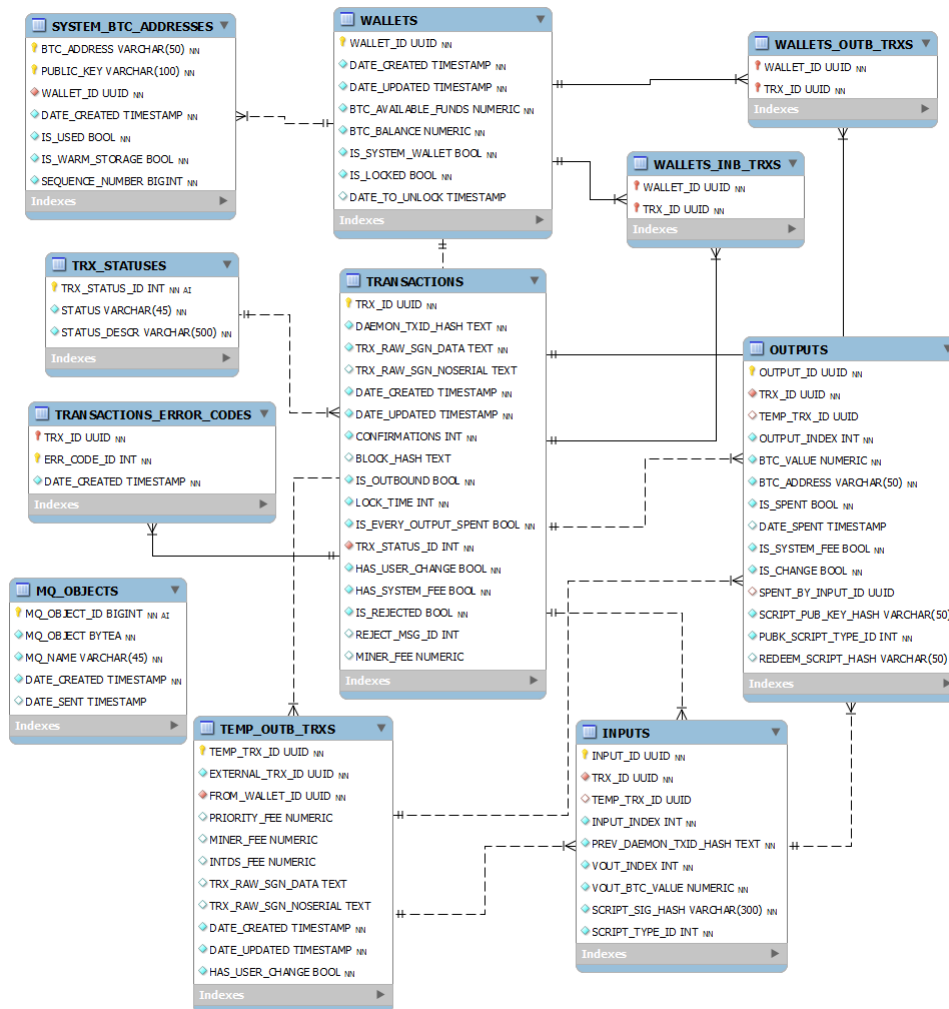 SYSTEM_BTC_ADDRESSES
BTC_ADDRESS VARCHAR(50) NN
PUBLIC_KEY VARCHAR(100) NN
WALLET_ID UUID NN
DATE_CREATED TIMESTAMP NN
IS_USED BOOL NN
IS_WARM_STORAGE BOOL NN
SEQUENCE_NUMBER BIGINT NN
Indexes
WALLETS
WALLET_ID UUID NN
DATE_CREATED TIMESTAMP NN
DATE_UPDATED TIMESTAMP NN
BTC_AVAILABLE_FUNDS NUMERIC NN
BTC_BALANCE NUMERIC NN
IS_SYSTEM_WALLET BOOL NN
IS_LOCKED BOOL NN
DATE_TO_UNLOCK TIMESTAMP
Indexes
WALLETS_OUTB_TRXS
WALLET_ID UUID NN
TRX_ID UUID NN
Indexes
WALLETS_INB_TRXS
WALLET_ID UUID NN
TRX_ID UUID NN
Indexes
TRX_STATUSES
TRX_STATUS_ID INT NN AI
STATUS VARCHAR(45) NN
STATUS_DESCR VARCHAR(500) NN
Indexes
TRANSACTIONS
TRX_ID UUID NN
DAEMON_TXID_HASH TEXT NN
TRX_RAW_SGN_DATA TEXT NN
TRX_RAW_SGN_NOSERIAL TEXT
DATE_CREATED TIMESTAMP NN
DATE_UPDATED TIMESTAMP NN
CONFIRMATIONS INT NN
BLOCK_HASH TEXT
IS_OUTBOUND BOOL NN
LOCK_TIME INT NN
IS_EVERY_OUTPUT_SPENT BOOL NN
TRX_STATUS_ID INT NN
HAS_USER_CHANGE BOOL NN
HAS_SYSTEM_FEE BOOL NN
IS_REJECTED BOOL NN
REJECT_MSG_ID INT
MINER_FEE NUMERIC
Indexes
OUTPUTS
OUTPUT_ID UUID NN
TRX_ID UUID NN
TEMP_TRX_ID UUID
OUTPUT_INDEX INT NN
BTC_VALUE NUMERIC NN
BTC_ADDRESS VARCHAR(50) NN
IS_SPENT BOOL NN
DATE_SPENT TIMESTAMP
IS_SYSTEM_FEE BOOL NN
IS_CHANGE BOOL NN
SPENT_BY_INPUT_ID UUID
SCRIPT_PUB_KEY_HASH VARCHAR(50)
PUBK_SCRIPT_TYPE_ID INT NN
REDEEM_SCRIPT_HASH VARCHAR(50)
Indexes
TRANSACTIONS_ERROR_CODES
TRX_ID UUID NN
ERR_CODE_ID INT NN
DATE_CREATED TIMESTAMP NN
Indexes
MQ_OBJECTS
MQ_OBJECT_ID BIGINT NN AI
MQ_OBJECT BYTEA NN
MQ_NAME VARCHAR(45) NN
DATE_CREATED TIMESTAMP NN
DATE_SENT TIMESTAMP
Indexes
TEMP_OUTB_TRXS
TEMP_TRX_ID UUID NN
EXTERNAL_TRX_ID UUID NN
FROM_WALLET_ID UUID NN
PRIORITY_FEE NUMERIC
MINER_FEE NUMERIC
INTDS_FEE NUMERIC
TRX_RAW_SGN_DATA TEXT
TRX_RAW_SGN_NOSERIAL TEXT
DATE_CREATED TIMESTAMP NN
DATE_UPDATED TIMESTAMP NN
HAS_USER_CHANGE BOOL NN
Indexes
INPUTS
INPUT_ID UUID NN
TRX_ID UUID NN
TEMP_TRX_ID UUID
INPUT_INDEX INT NN
PREV_DAEMON_TXID_HASH TEXT NN
VOUT_INDEX INT NN
VOUT_BTC_VALUE NUMERIC NN
SCRIPT_SIG_HASH VARCHAR(300) NN
SCRIPT_TYPE_ID INT NN
Indexes